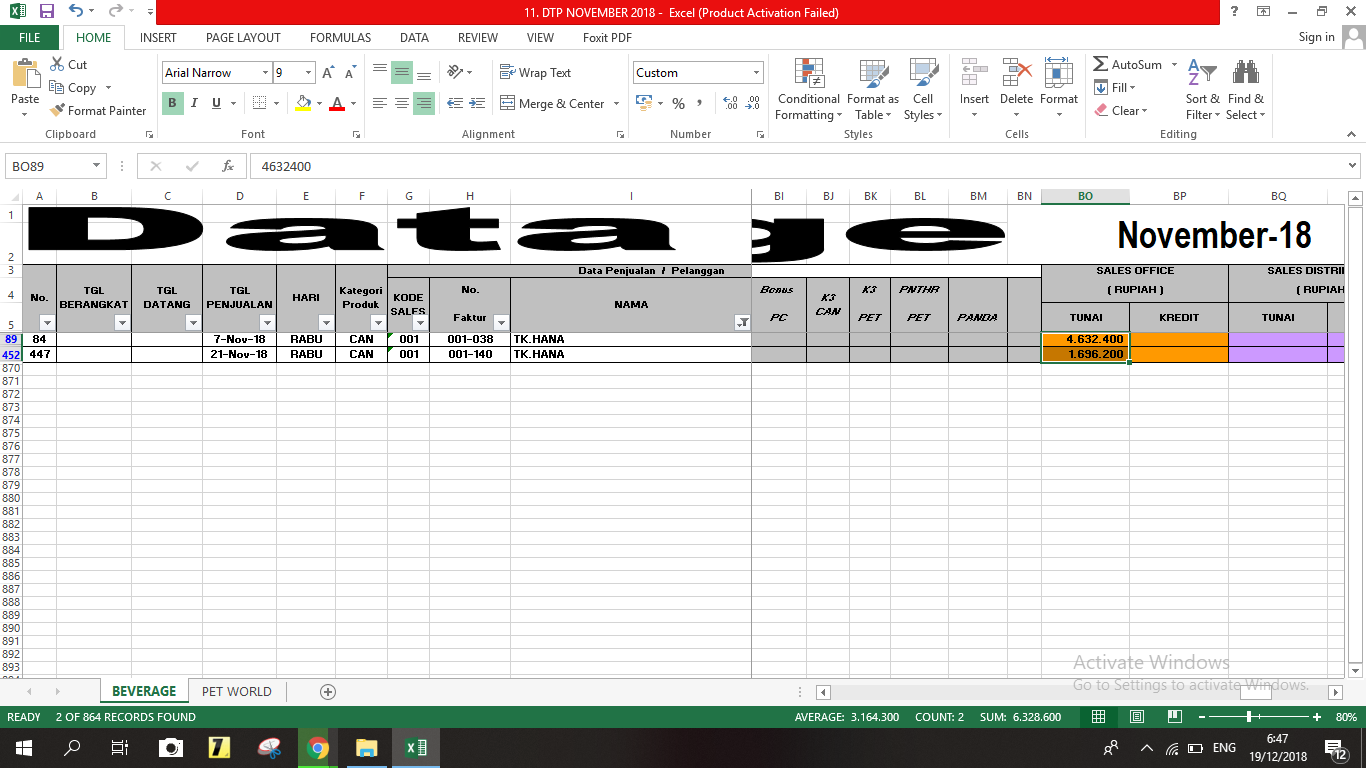 11. DTP NOVEMBER 2018 - Excel (Product Activation Failed)
FILE HOME INSERT PAGE LAYOUT FORMULAS DATA REVIEW VIEW Foxit PDF Sign in
Paste Cut Copy Format Painter Clipboard
Arial Narrow 9 B I U Font
Wrap Text Merge & Center Alignment
Custom % Number
Conditional Formatting Format as Table Cell Styles Styles
Insert Delete Format Cells
AutoSum Fill Clear Sort & Filter Find & Select Editing
BO89 fx 4632400
A B C D E F G H I BI BJ BK BL BM BN BO BP BQ
1 Data ge November-18
2
3 Data Penjualan / Pelanggan SALES OFFICE SALES DISTRI
4 No. TGL BERANGKAT TGL DATANG TGL PENJUALAN HARI Kategori Produk KODE SALES No. Faktur NAMA Bonus PC K3 CAN K3 PET PNTHR PET PANDA ( RUPIAH ) ( RUPIAH
5 TUNAI KREDIT TUNAI
89 84 7-Nov-18 RABU CAN 001 001-038 TK.HANA 4.632.400
452 447 21-Nov-18 RABU CAN 001 001-140 TK.HANA 1.696.200
870
871
872
873
874
875
876
877
878
879
880
881
882
883
884
885
886
887
888
889
890
891
892
893
Activate Windows
Go to Settings to activate Windows.
BEVERAGE PET WORLD
READY 2 OF 864 RECORDS FOUND AVERAGE: 3.164.300 COUNT: 2 SUM: 6.328.600 80%
ENG 6:47
19/12/2018 12